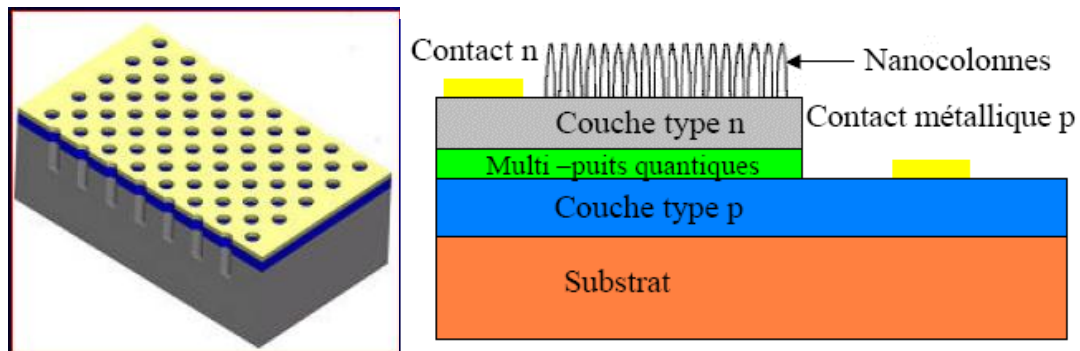 Contact n
Nanocolonnes
Couche type n
Contact métallique p
Multi –puits quantiques
Couche type p
Substrat